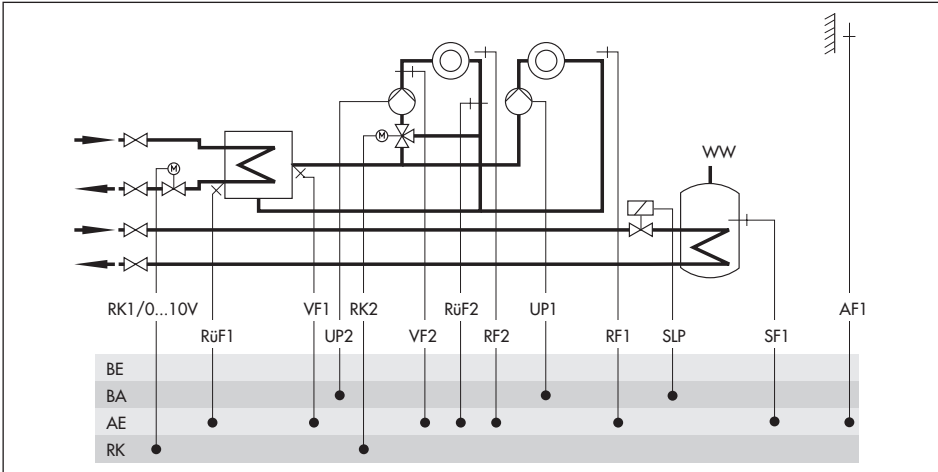 M
M
WW
RK1/0...10V
VF1
RK2
RüF2
UP1
AF1
RüF1
UP2
VF2
RF2
RF1
SLP
SF1
BE
BA
AE
RK